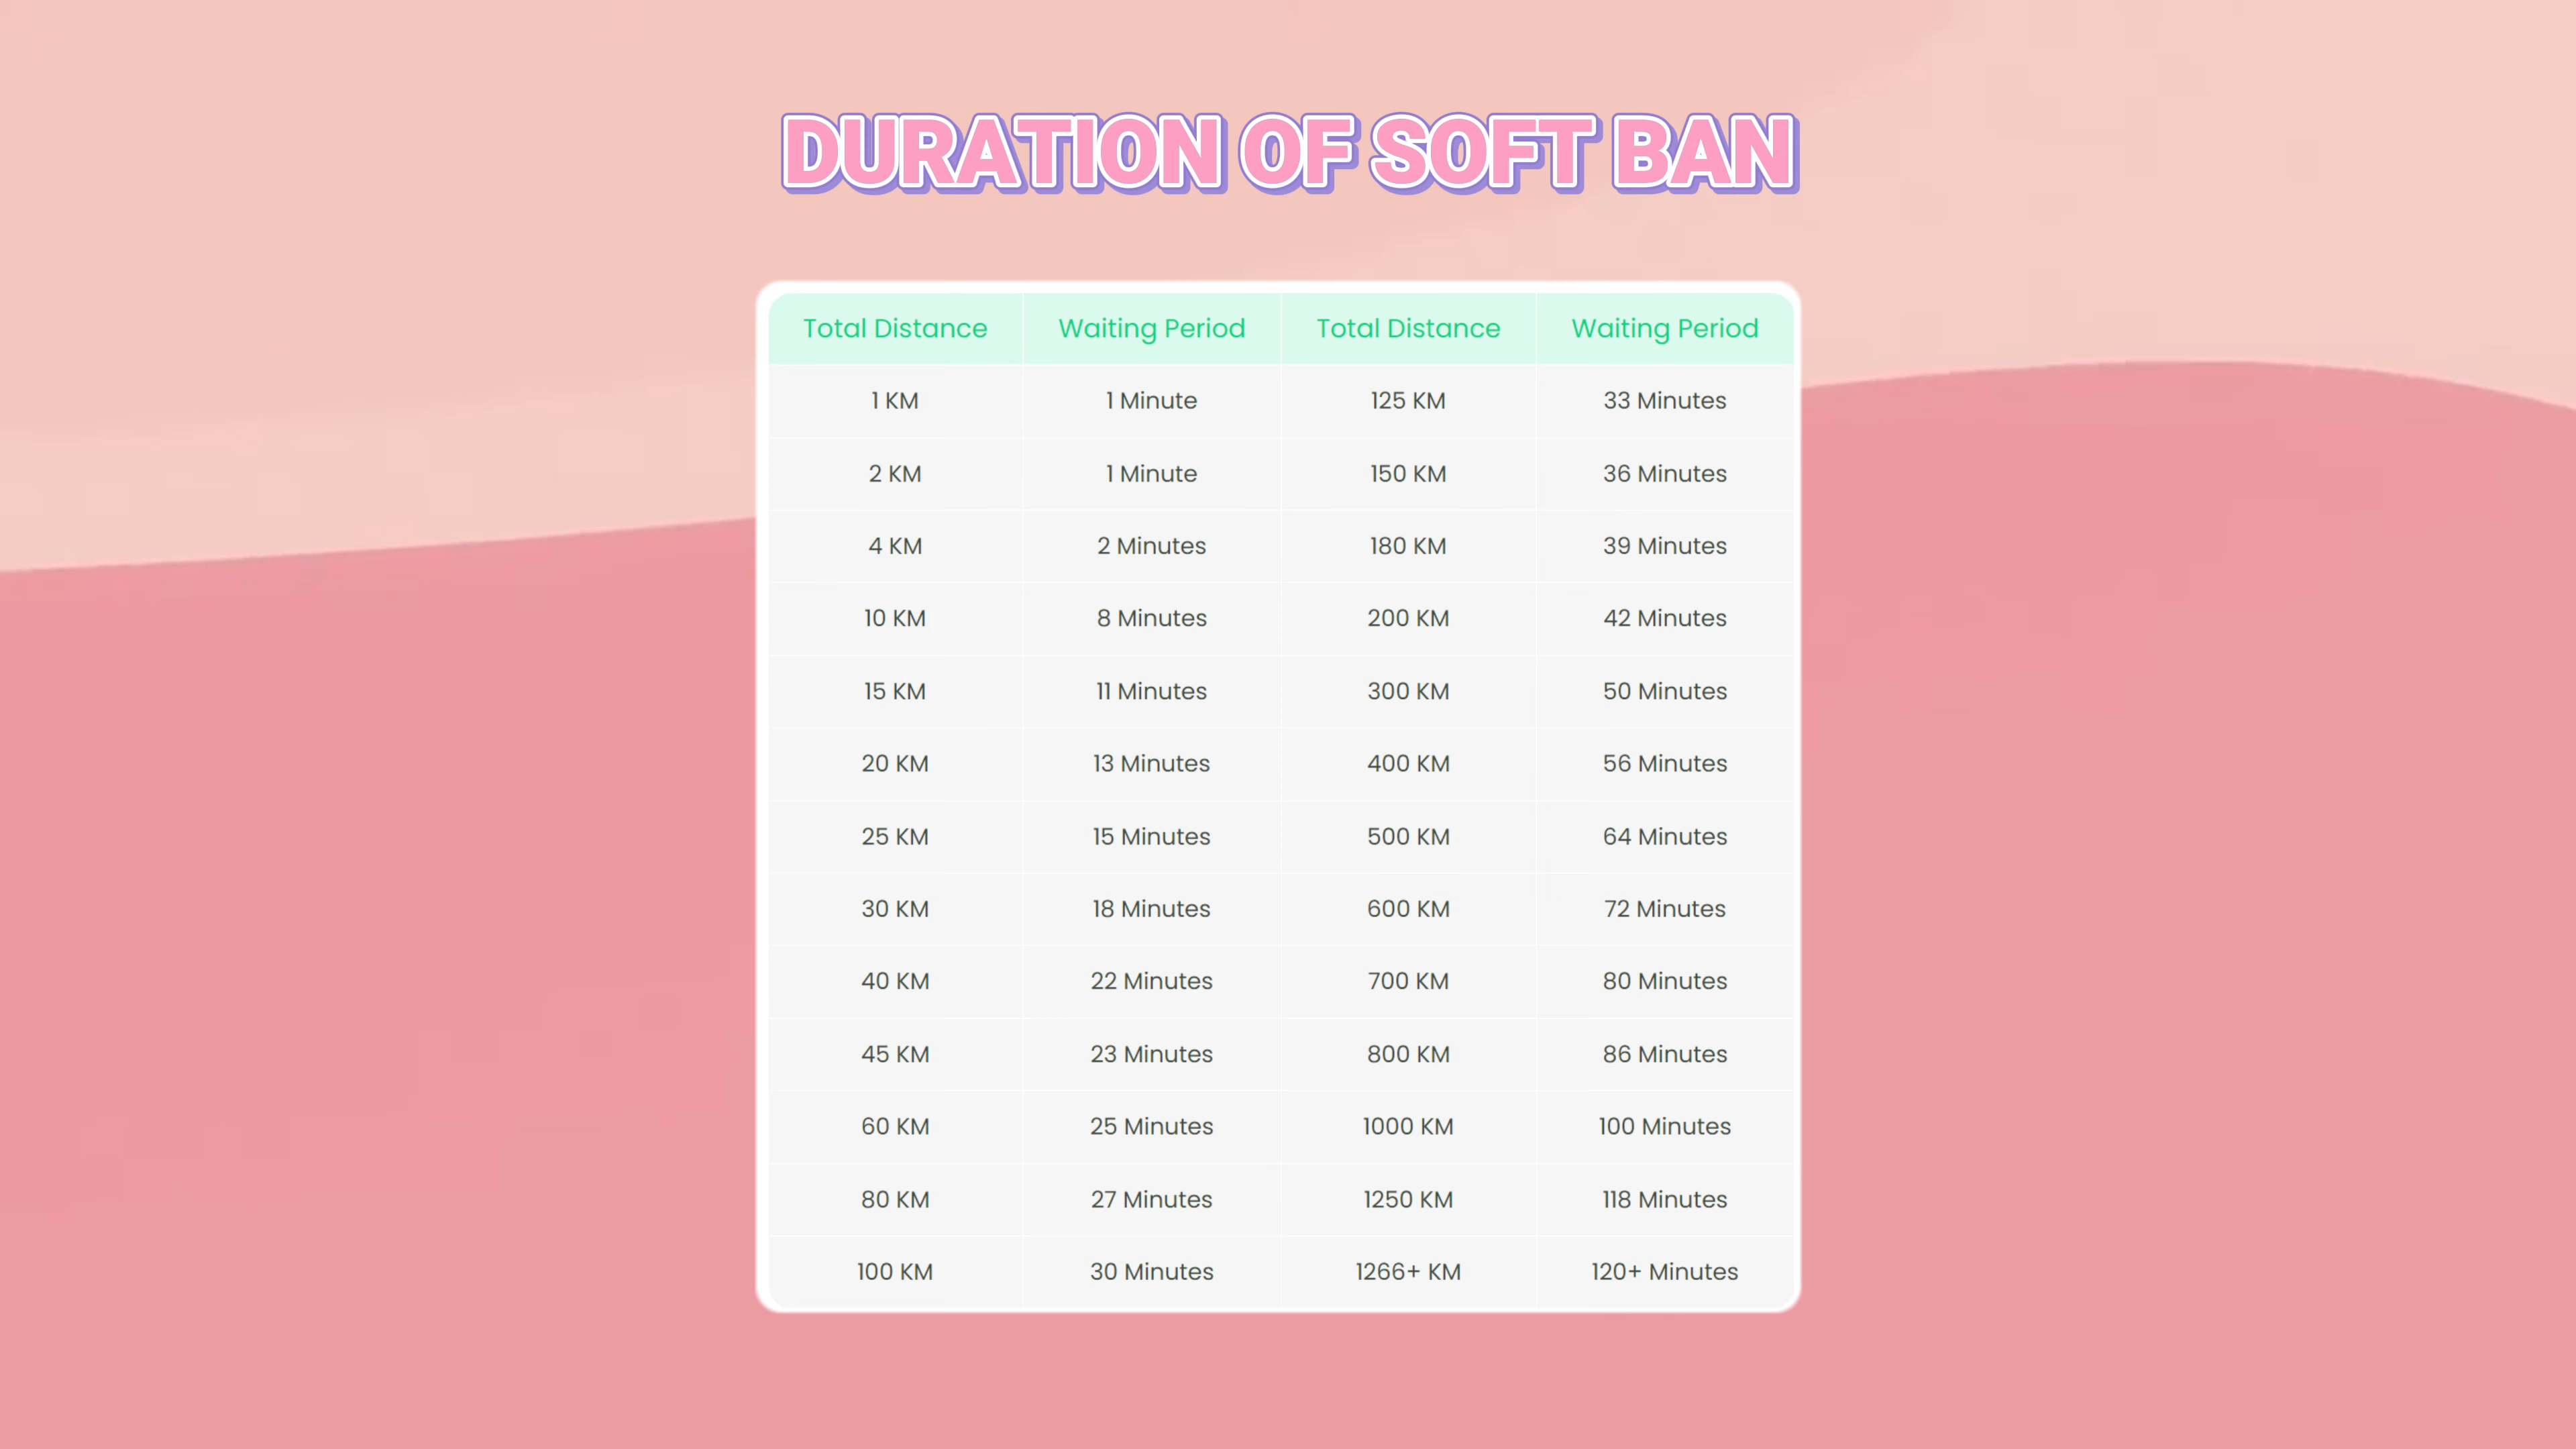 DURATION OF SOFT BAN
Total Distance Waiting Period Total Distance Waiting Period
1 KM 1 Minute 125 KM 33 Minutes
2 KM 1 Minute 150 KM 36 Minutes
4 KM 2 Minutes 180 KM 39 Minutes
10 KM 8 Minutes 200 KM 42 Minutes
15 KM 11 Minutes 300 KM 50 Minutes
20 KM 13 Minutes 400 KM 56 Minutes
25 KM 15 Minutes 500 KM 64 Minutes
30 KM 18 Minutes 600 KM 72 Minutes
40 KM 22 Minutes 700 KM 80 Minutes
45 KM 23 Minutes 800 KM 86 Minutes
60 KM 25 Minutes 1000 KM 100 Minutes
80 KM 27 Minutes 1250 KM 118 Minutes
100 KM 30 Minutes 1266+ KM 120+ Minutes